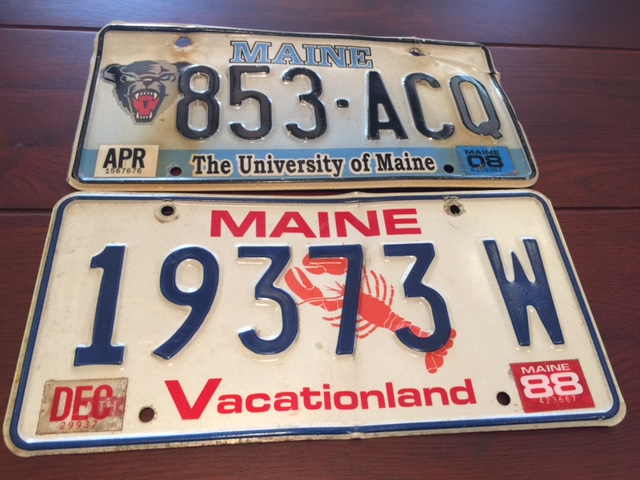 MAINE
853·ACQ
APR
1567676
The University of Maine
MAINE
08
MAINE
19373 W
DEC
29937
Vacationland
MAINE
88
423667